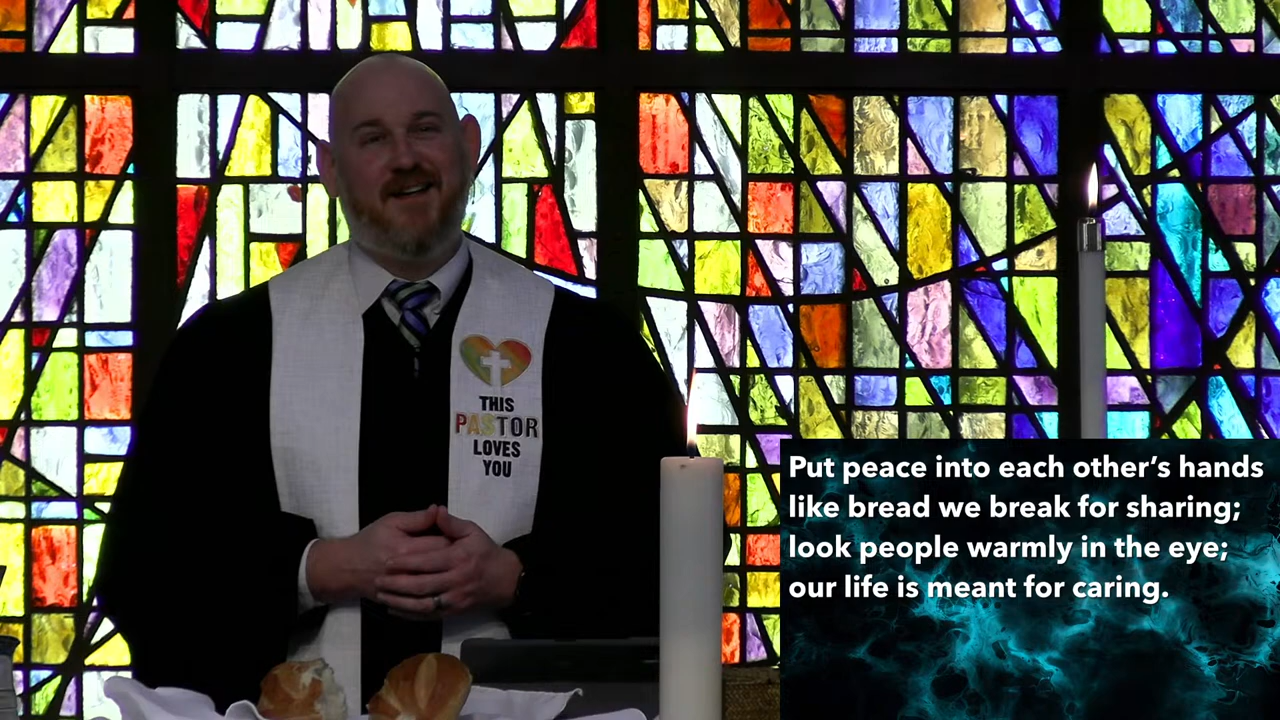 THIS
PASTOR
LOVES
YOU
Put peace into each other’s hands
like bread we break for sharing;
look people warmly in the eye;
our life is meant for caring.